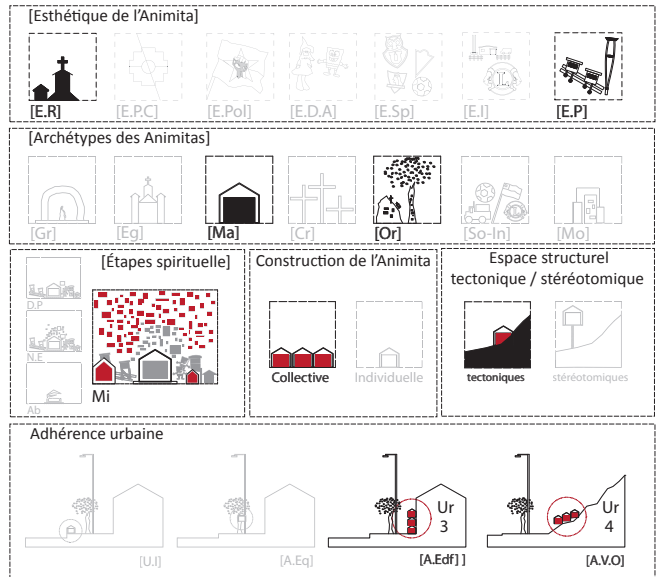 [Esthétique de l'Animita]
[E.R] [E.P.C] [E.Pol] [E.D.A] [E.Sp] [E.I] [E.P]
[Archétypes des Animitas]
[Gr] [Eg] [Ma] [Cr] [Or] [So-In] [Mo]
[Étapes spirituelle]
D.P
N.E
Ab
Mi
Construction de l'Animita
Collective Individuelle
Espace structurel
tectonique / stéréotomique
tectoniques stéréotomiques
Adhérence urbaine
Ur
3
Ur
4
[U.I] [A.Eq] [A.Edf] ] [A.V.O]